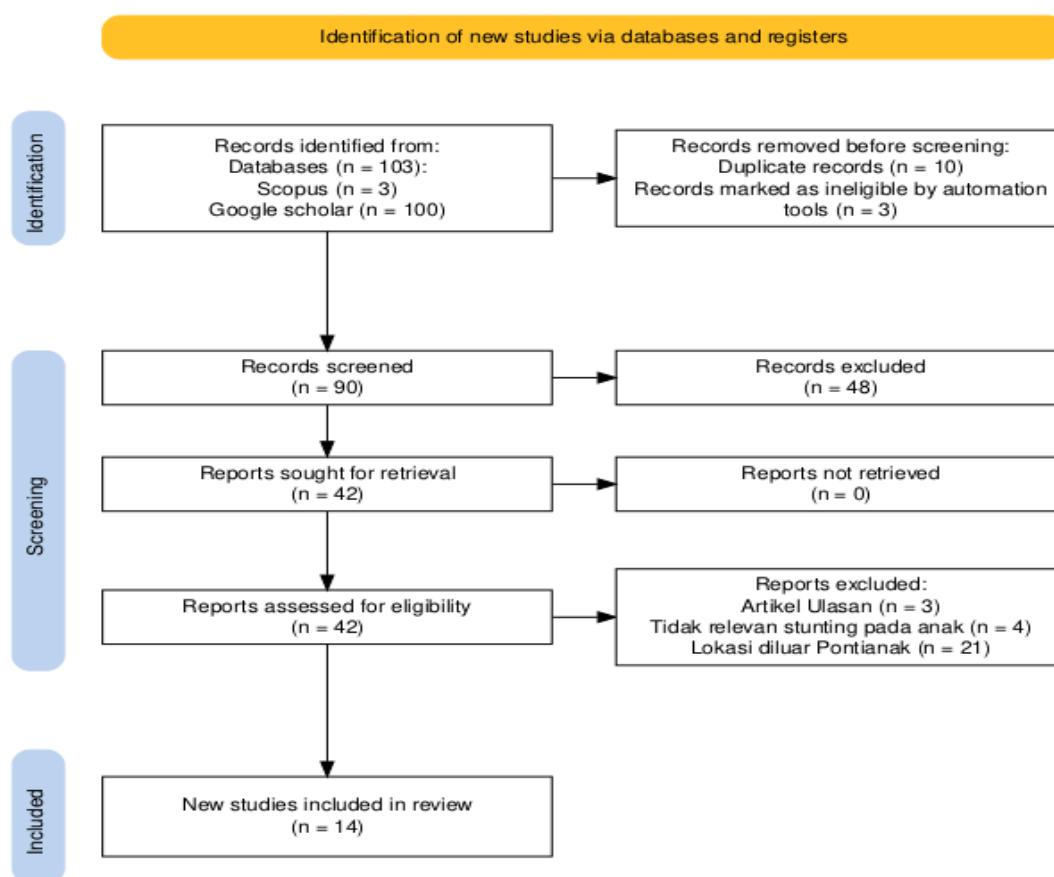 Identification of new studies via databases and registers
Identification
Records identified from:
Databases (n = 103):
Scopus (n = 3)
Google scholar (n = 100)
Records removed before screening:
Duplicate records (n = 10)
Records marked as ineligible by automation
tools (n = 3)
Screening
Records screened
(n = 90)
Records excluded
(n = 48)
Reports sought for retrieval
(n = 42)
Reports not retrieved
(n = 0)
Reports assessed for eligibility
(n = 42)
Reports excluded:
Artikel Ulasan (n = 3)
Tidak relevan stunting pada anak (n = 4)
Lokasi diluar Pontianak (n = 21)
Included
New studies included in review
(n = 14)